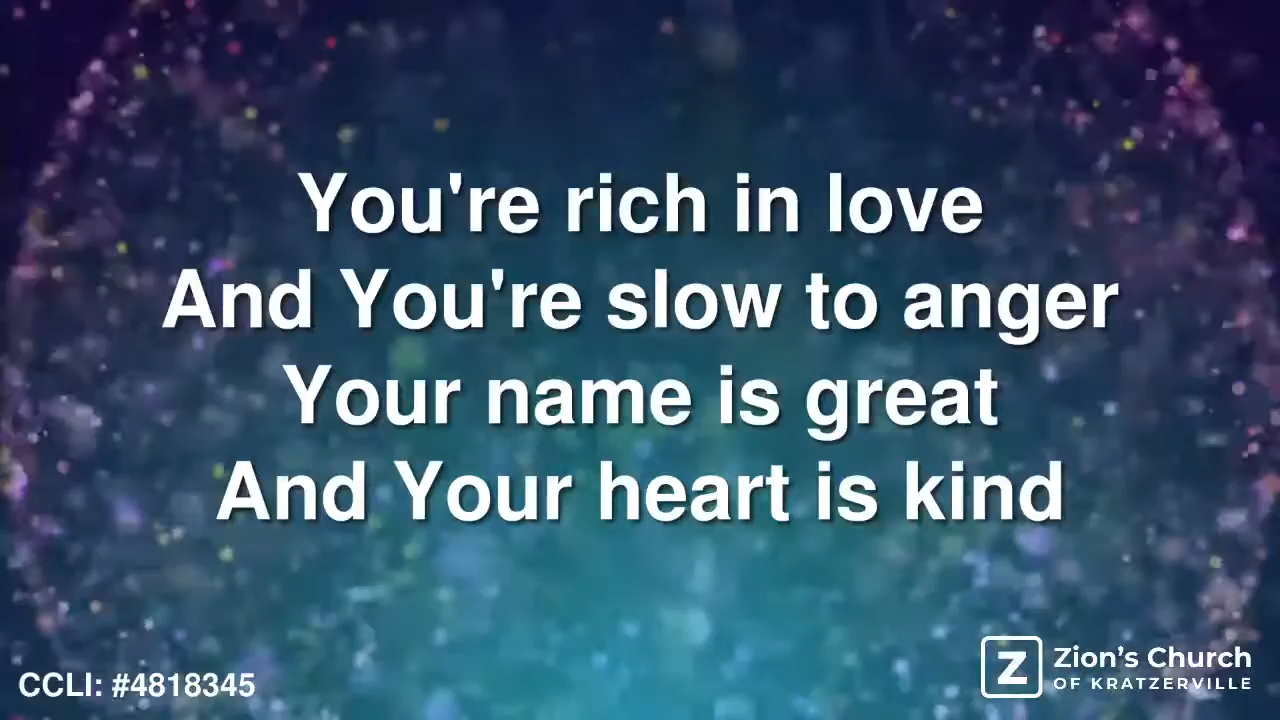 You're rich in love
And You're slow to anger
Your name is great
And Your heart is kind
CCLI: #4818345
Z
Zion's Church
OF KRATZERVILLE